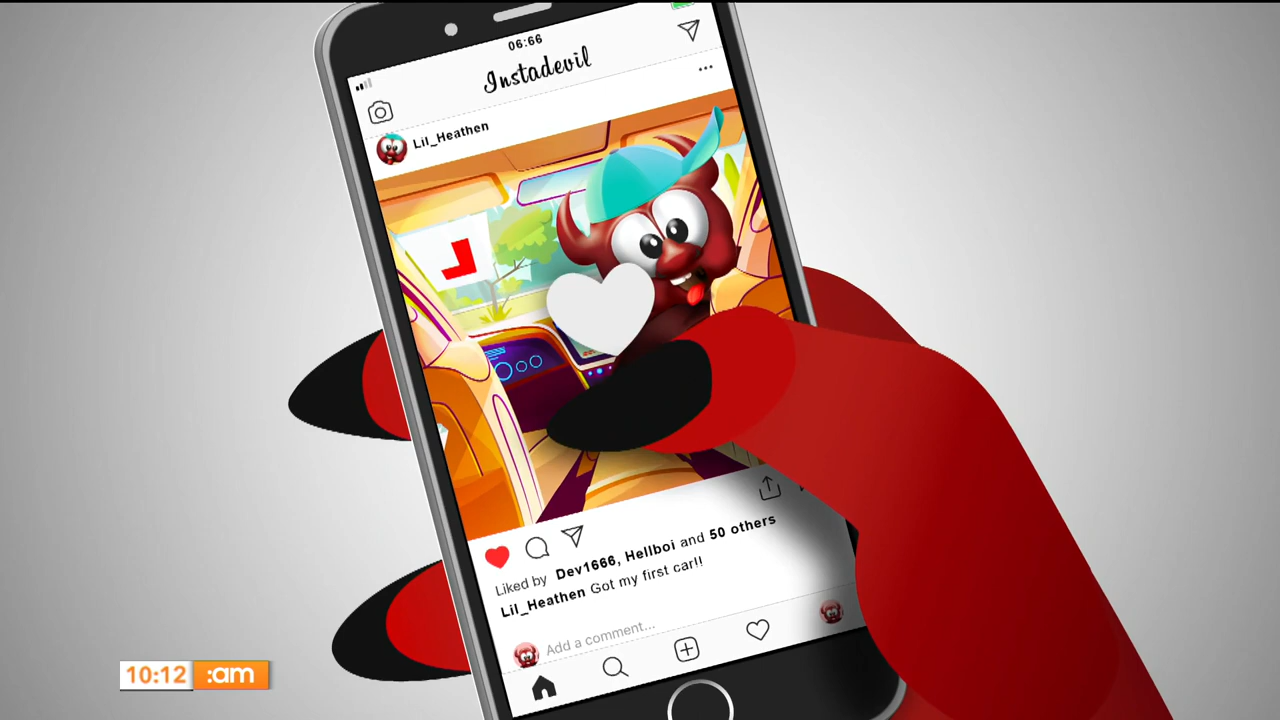 06:66
Instadevil
Lil_Heathen
Liked by Dev1666, Hellboi and 50 others
Lil_Heathen Got my first car!!
Add a comment...
10:12 :am